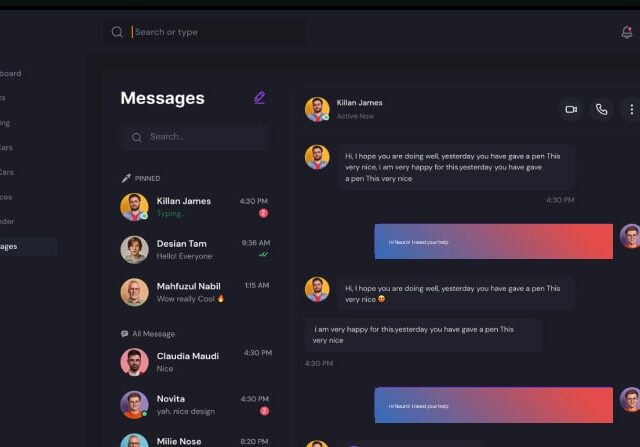 Search or type
board
ts
ing
Cars
Cars
ces
nder
ages
Messages
Search...
PINNED
Killan James
4:30 PM
Typing...
2
Desian Tam
9:36 AM
Hello! Everyone
Mahfuzul Nabil
1:15 AM
Wow really Cool 🔥
All Message
Claudia Maudi
4:30 PM
Nice
Novita
4:30 PM
yah, nice design
2
Milie Nose
8:20 PM
Killan James
Active Now
Hi, I hope you are doing well, yesterday you have gave a pen This
very nice, i am very happy for this.yesterday you have gave
a pen This very nice
4:30 PM
Hi Neurn! I need your help
Hi, I hope you are doing well, yesterday you have gave a pen This
very nice 😍
i am very happy for this.yesterday you have gave a pen This
very nice
4:30 PM
Hi Neurn! I need your help